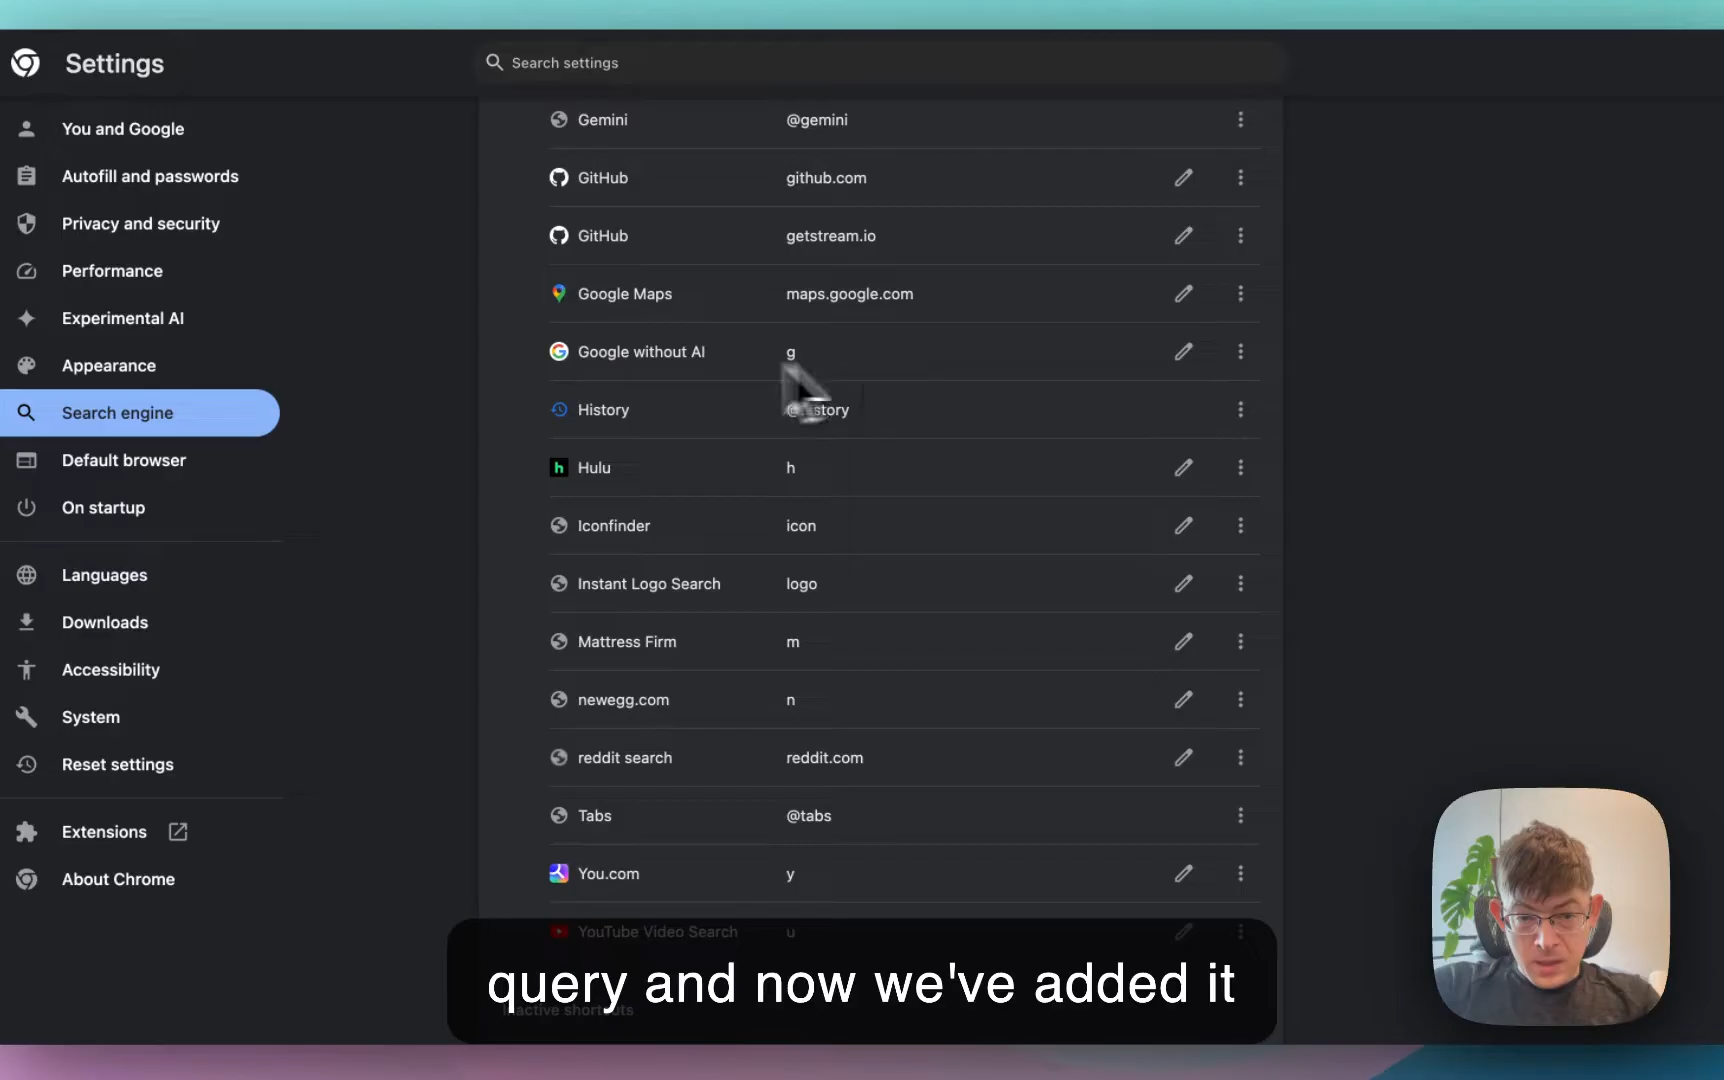 Settings
Search settings
You and Google
Autofill and passwords
Privacy and security
Performance
Experimental AI
Appearance
Search engine
Default browser
On startup
Languages
Downloads
Accessibility
System
Reset settings
Extensions
About Chrome
Gemini @gemini
GitHub github.com
GitHub getstream.io
Google Maps maps.google.com
Google without AI g
History @history
Hulu h
Iconfinder icon
Instant Logo Search logo
Mattress Firm m
newegg.com n
reddit search reddit.com
Tabs @tabs
You.com y
YouTube Video Search u
query and now we've added it
Inactive shortcuts